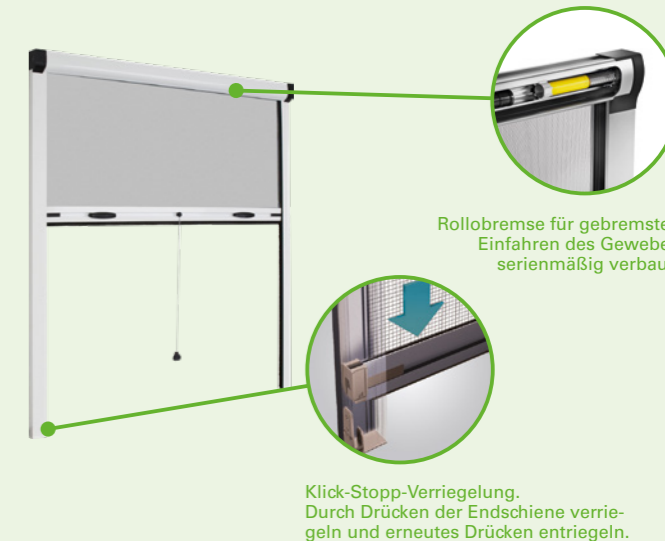 Rollobremse für gebremste
Einfahren des Gewebe
serienmäßig verbau
Klick-Stopp-Verriegelung.
Durch Drücken der Endschiene verrie-
geln und erneutes Drücken entriegeln.